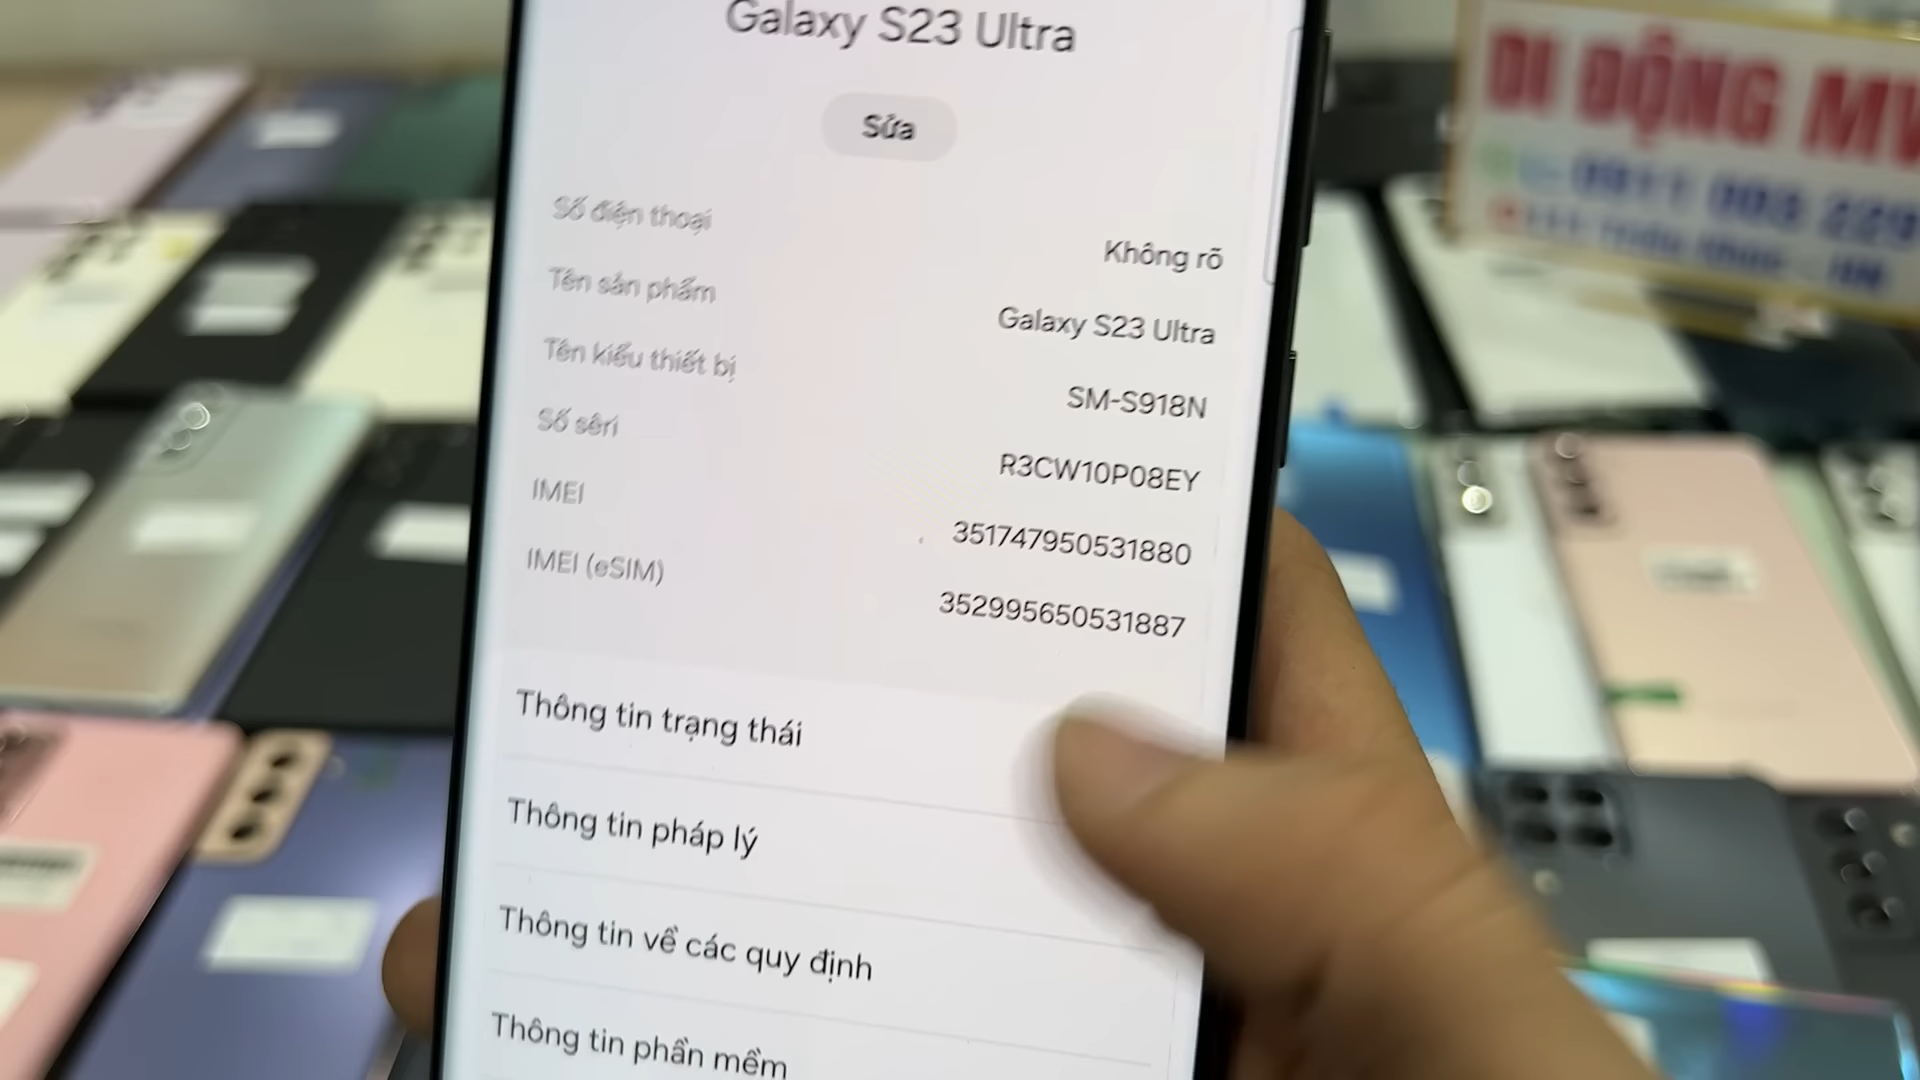 Galaxy S23 Ultra
Sửa
Số điện thoại
Không rõ
Tên sản phẩm
Galaxy S23 Ultra
Tên kiểu thiết bị
SM-S918N
Số sêri
R3CW10P08EY
IMEI
351747950531880
IMEI (eSIM)
352995650531887
Thông tin trạng thái
Thông tin pháp lý
Thông tin về các quy định
Thông tin phần mềm
DI ĐỘNG MV